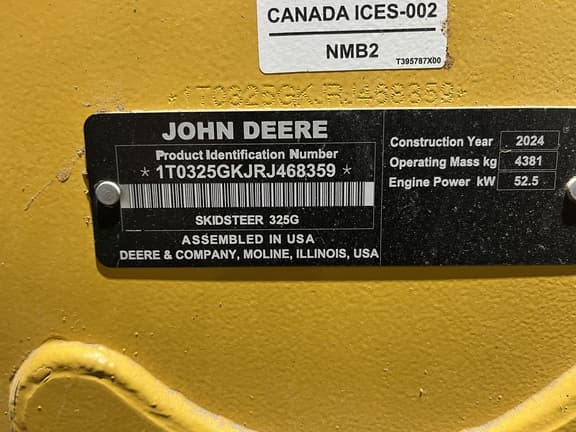 CANADA ICES-002
NMB2
T395787X00
*1T0325GKJRJ468359*
JOHN DEERE
Product Identification Number
*1T0325GKJRJ468359*
SKIDSTEER 325G
ASSEMBLED IN USA
DEERE & COMPANY, MOLINE, ILLINOIS, USA
Construction Year 2024
Operating Mass kg 4381
Engine Power kW 52.5